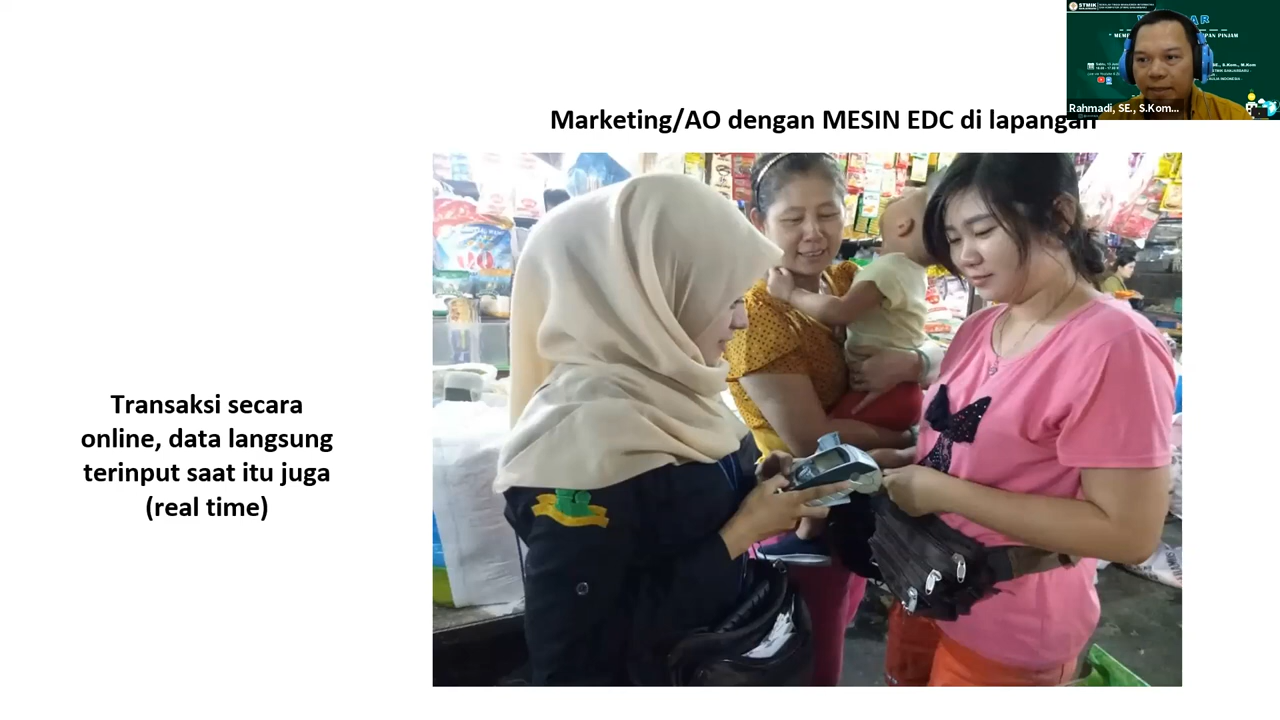 STMIK
Rahmadi, SE., S.Kom...
Marketing/AO dengan MESIN EDC di lapangan
Transaksi secara
online, data langsung
terinput saat itu juga
(real time)